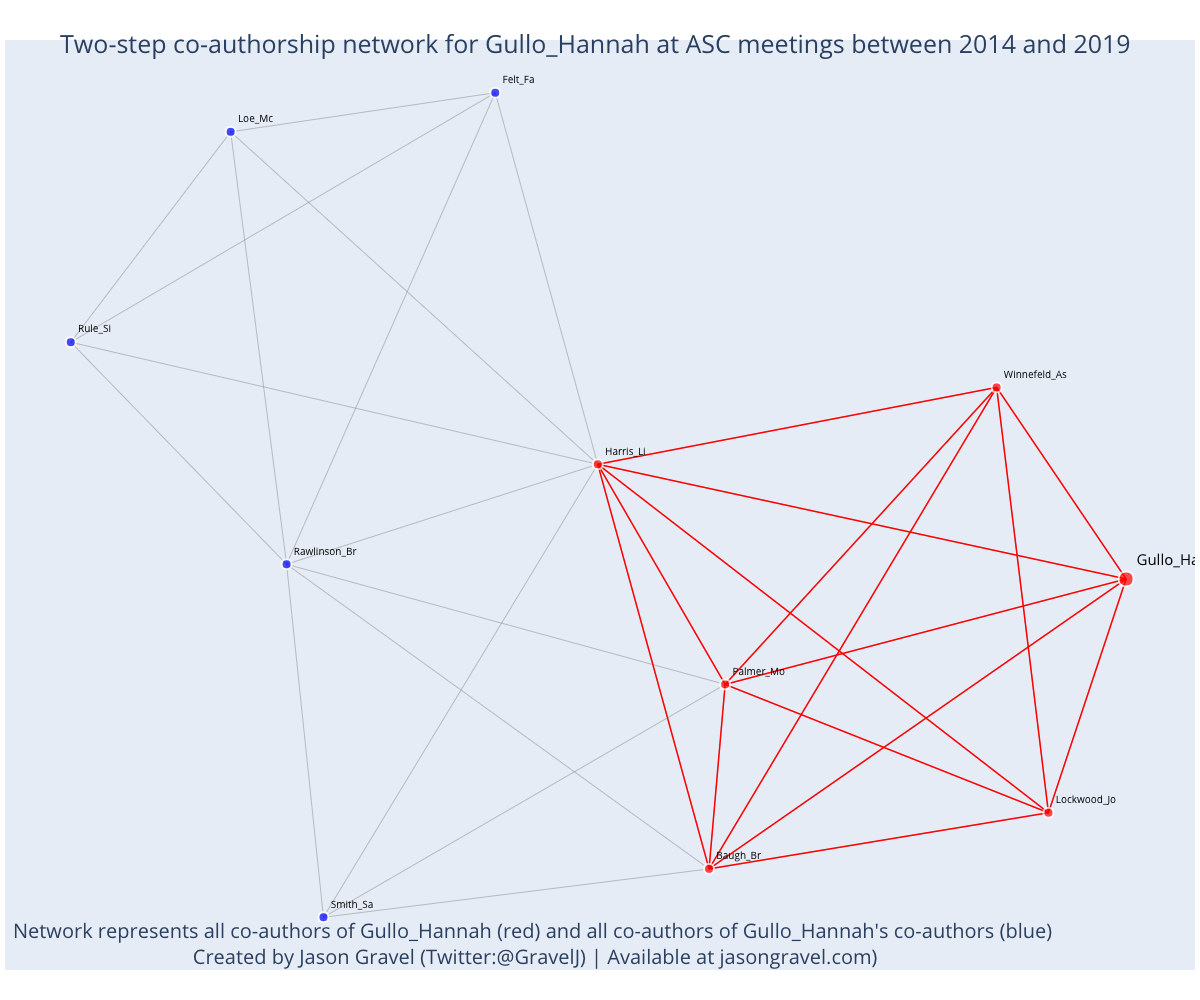 Two-step co-authorship network for Gullo_Hannah at ASC meetings between 2014 and 2019
Felt_Fa
Loe_Mc
Rule_Si
Winnefeld_As
Harris_Li
Rawlinson_Br
Gullo_Ha
Palmer_Mo
Lockwood_Jo
Baugh_Br
Smith_Sa
Network represents all co-authors of Gullo_Hannah (red) and all co-authors of Gullo_Hannah's co-authors (blue)
Created by Jason Gravel (Twitter:@GravelJ) | Available at jasongravel.com)